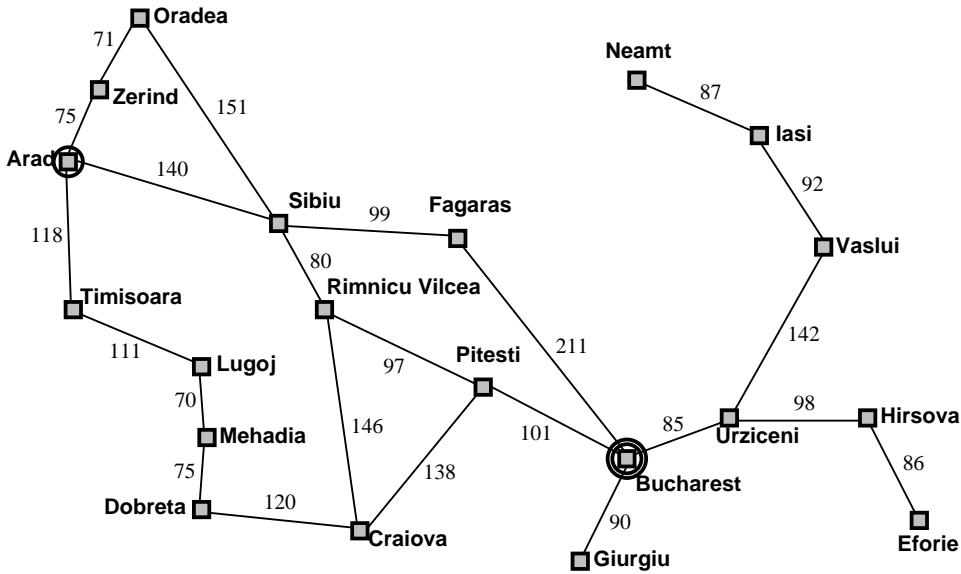 Oradea
71
Neamt
87
Zerind
151
75
Iasi
Arad
140
92
Sibiu
Fagaras
99
118
Vaslui
80
Timisoara
Rimnicu Vilcea
142
211
111
Lugoj
97
Pitesti
70
98
Hirsova
85
146
101
Urziceni
Mehadia
86
75
138
Bucharest
Dobreta
120
90
Craiova
Eforie
Giurgiu